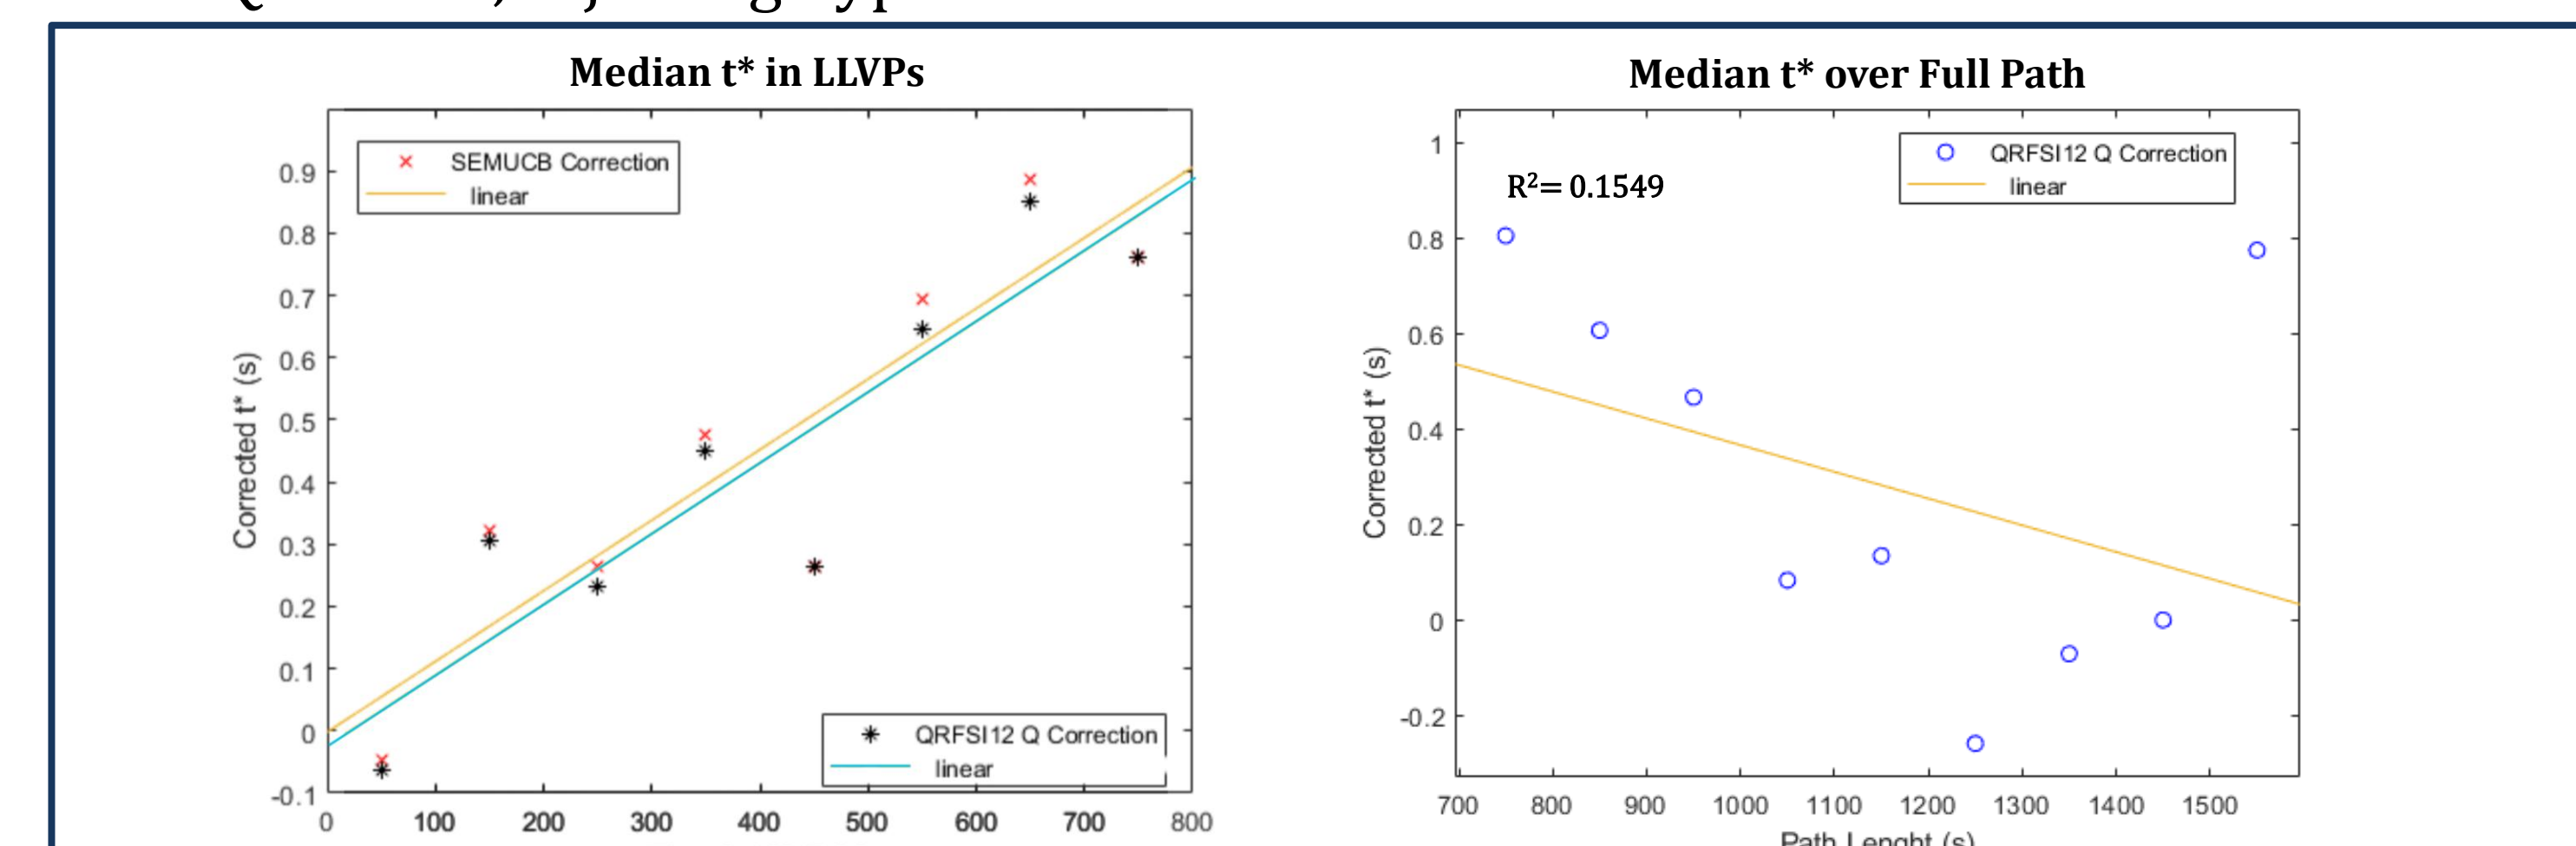 Median t* in LLVPs
SEMUCB Correction
linear
0.9
0.8
0.7
0.6
0.5
0.4
0.3
0.2
0.1
0
-0.1
Corrected t* (s)
QRFSI12 Q Correction
linear
0 100 200 300 400 500 600 700 800
Median t* over Full Path
QRFSI12 Q Correction
linear
R²= 0.1549
1
0.8
0.6
0.4
0.2
0
-0.2
Corrected t* (s)
700 800 900 1000 1100 1200 1300 1400 1500
Path Lenght (s)